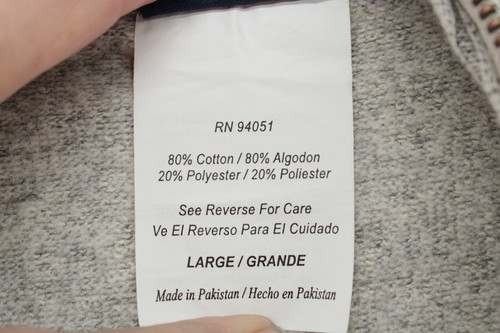 RN 94051
80% Cotton / 80% Algodon
20% Polyester / 20% Poliester
See Reverse For Care
Ve El Reverso Para El Cuidado
LARGE / GRANDE
Made in Pakistan / Hecho en Pakistan